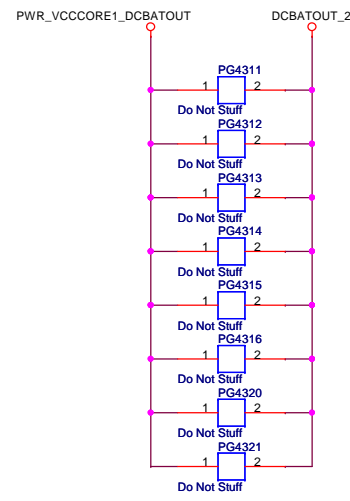 PWR_VCCCORE1_DCBATOUT DCBATOUT_2
PG4311
1 2
Do Not Stuff
PG4312
1 2
Do Not Stuff
PG4313
1 2
Do Not Stuff
PG4314
1 2
Do Not Stuff
PG4315
1 2
Do Not Stuff
PG4316
1 2
Do Not Stuff
PG4320
1 2
Do Not Stuff
PG4321
1 2
Do Not Stuff